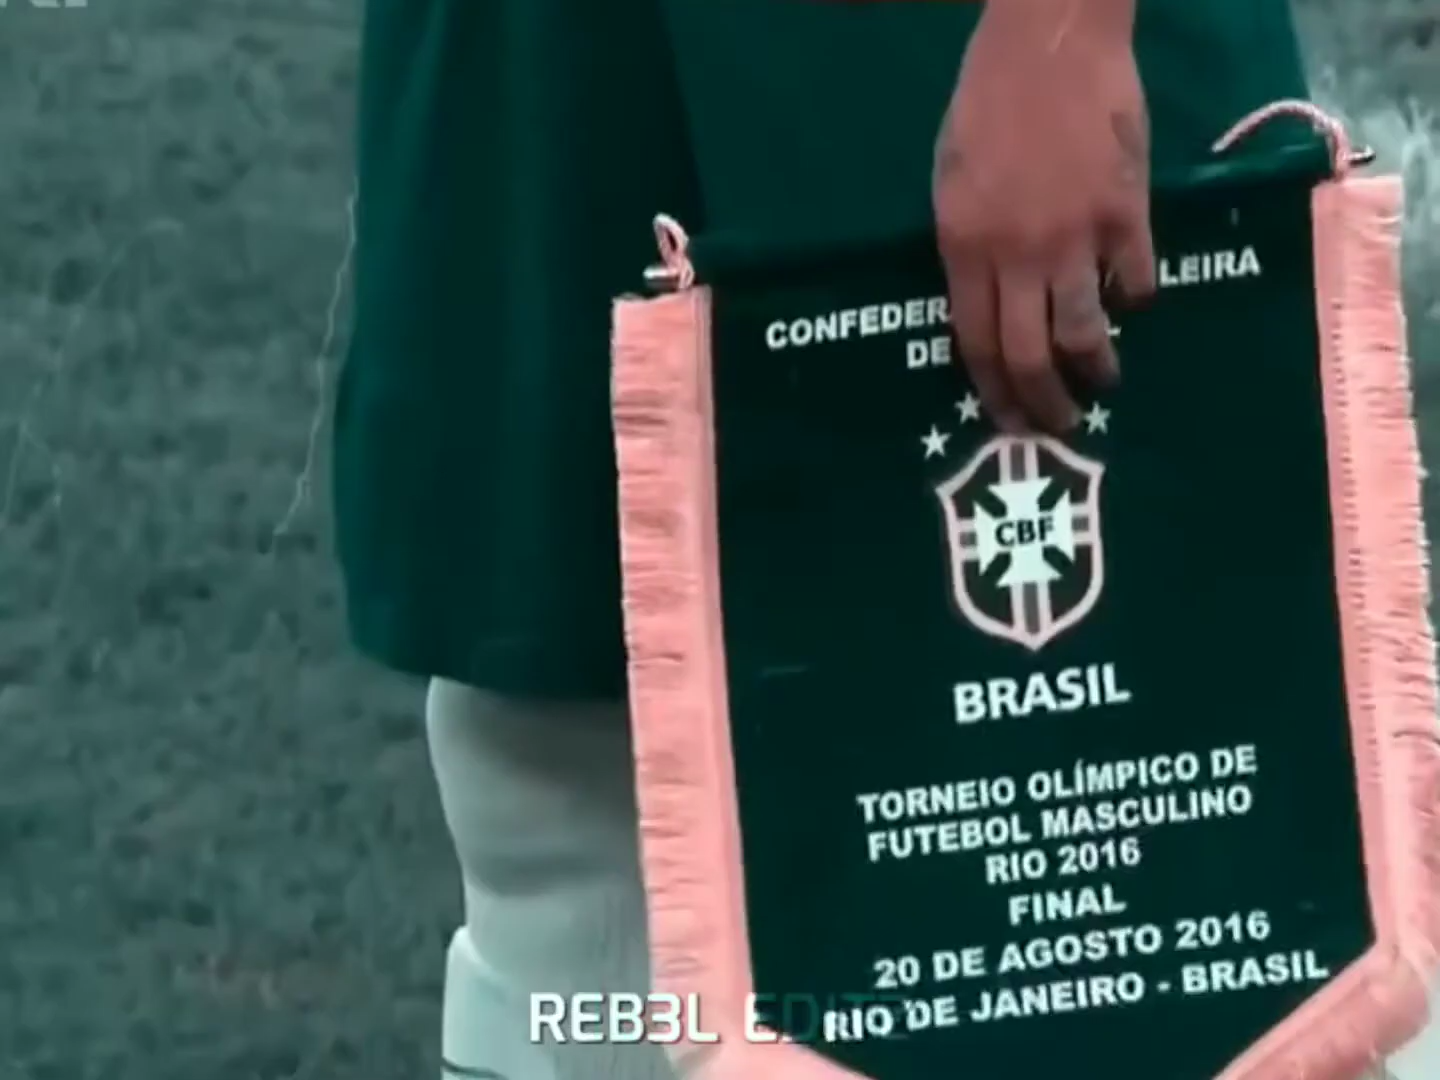 CONFEDER LEIRA
DE
CBF
BRASIL
TORNEIO OLÍMPICO DE
FUTEBOL MASCULINO
RIO 2016
FINAL
20 DE AGOSTO 2016
RIO DE JANEIRO - BRASIL
REB3L